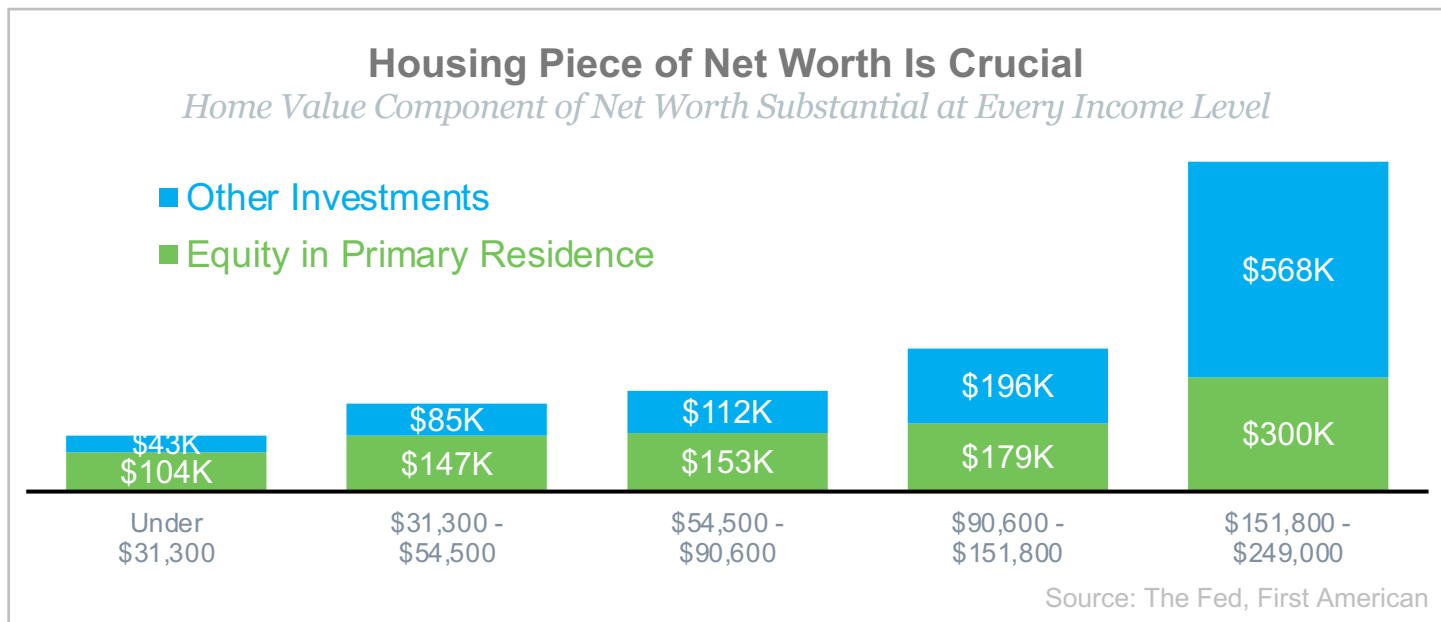 Housing Piece of Net Worth Is Crucial
Home Value Component of Net Worth Substantial at Every Income Level
Other Investments
Equity in Primary Residence
$568K
$300K
$196K
$179K
$112K
$153K
$85K
$147K
$43K
$104K
Under
$31,300
$31,300 -
$54,500
$54,500 -
$90,600
$90,600 -
$151,800
$151,800 -
$249,000
Source: The Fed, First American